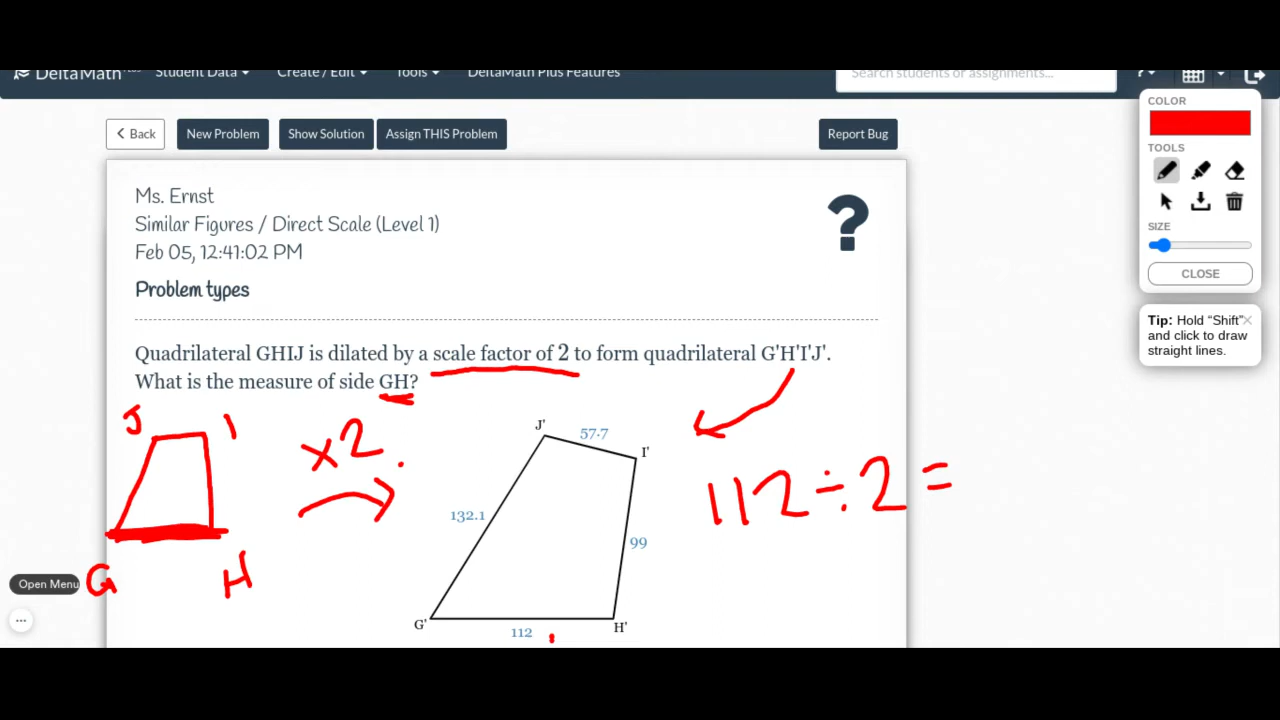 DeltaMath Plus Student Data Create / Edit Tools DeltaMath Plus Features Search students or assignments... ?
Back New Problem Show Solution Assign THIS Problem Report Bug
COLOR
TOOLS
SIZE
CLOSE
Tip: Hold “Shift” and click to draw straight lines.
Ms. Ernst
Similar Figures / Direct Scale (Level 1)
Feb 05, 12:41:02 PM
?
Problem types
Quadrilateral GHIJ is dilated by a scale factor of 2 to form quadrilateral G'H'I'J'.
What is the measure of side GH?
J I
G H
x2
J' 57.7 I'
132.1 99
G' 112 H'
112 ÷ 2 =
Open Menu
...